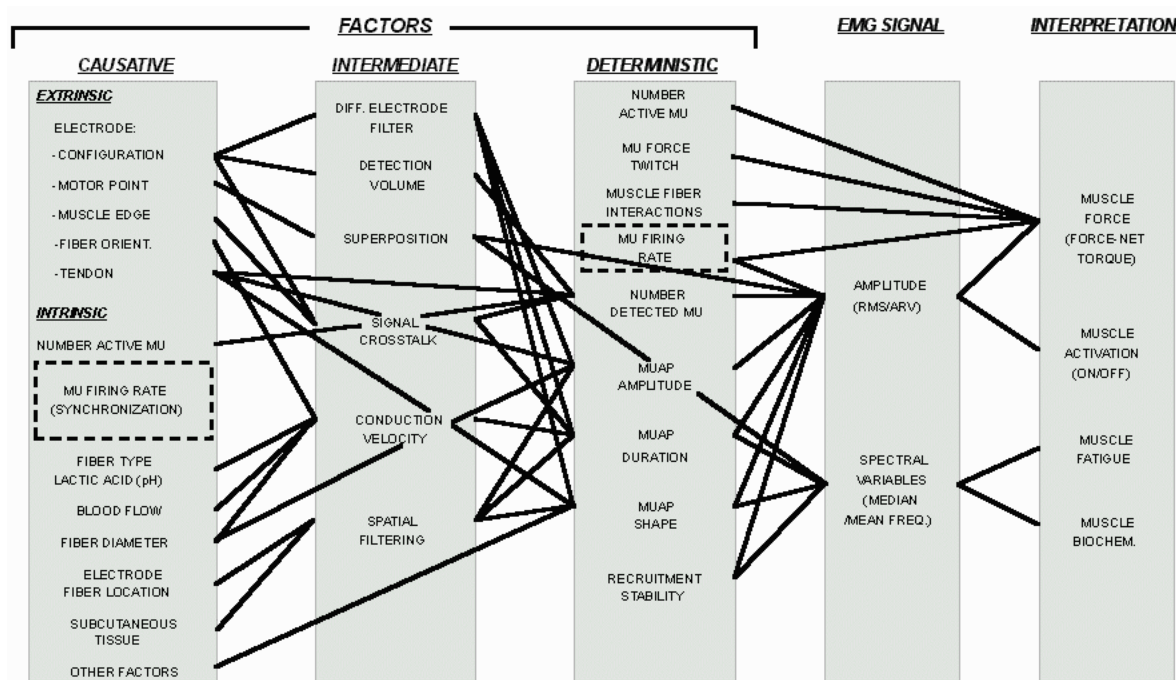 FACTORS
EMG SIGNAL
INTERPRETATION
CAUSATIVE
INTERMEDIATE
DETERMINISTIC
EXTRINSIC
ELECTRODE:
- CONFIGURATION
- MOTOR POINT
- MUSCLE EDGE
- FIBER ORIENT.
- TENDON
INTRINSIC
NUMBER ACTIVE MU
MU FIRING RATE
(SYNCHRONIZATION)
FIBER TYPE
LACTIC ACID (pH)
BLOOD FLOW
FIBER DIAMETER
ELECTRODE
FIBER LOCATION
SUBCUTANEOUS
TISSUE
OTHER FACTORS
DIFF. ELECTRODE
FILTER
DETECTION
VOLUME
SUPERPOSITION
SIGNAL
CROSSTALK
CONDUCTION
VELOCITY
SPATIAL
FILTERING
NUMBER
ACTIVE MU
MU FORCE
TWITCH
MUSCLE FIBER
INTERACTIONS
MU FIRING
RATE
NUMBER
DETECTED MU
MUAP
AMPLITUDE
MUAP
DURATION
MUAP
SHAPE
RECRUITMENT
STABILITY
AMPLITUDE
(RMS/ARV)
SPECTRAL
VARIABLES
(MEDIAN
/MEAN FREQ.)
MUSCLE
FORCE
(FORCE-NET
TORQUE)
MUSCLE
ACTIVATION
(ON/OFF)
MUSCLE
FATIGUE
MUSCLE
BIOCHEM.